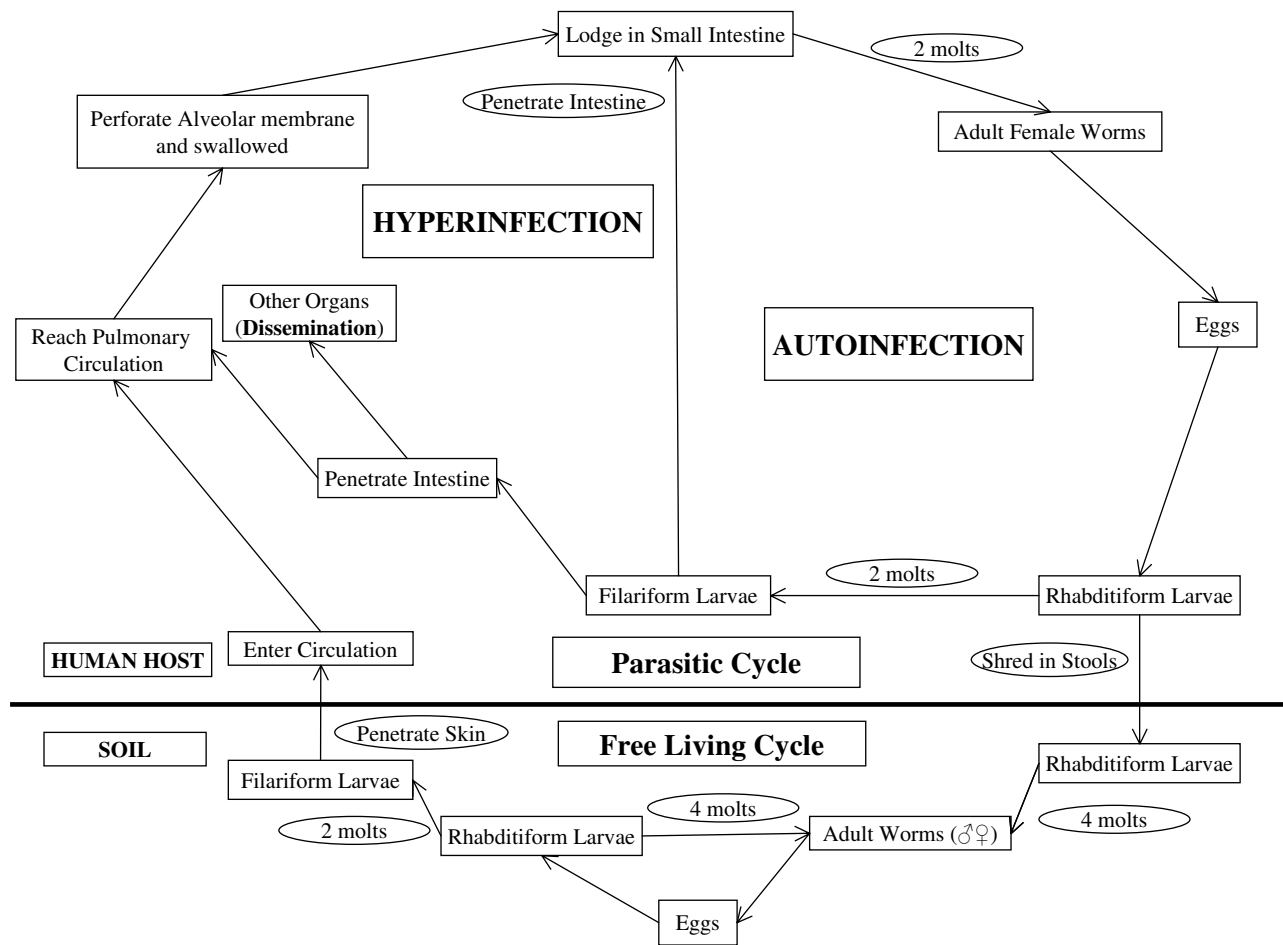 Lodge in Small Intestine
2 molts
Penetrate Intestine
Perforate Alveolar membrane
and swallowed
Adult Female Worms
HYPERINFECTION
Other Organs
(Dissemination)
Reach Pulmonary
Circulation
AUTOINFECTION
Eggs
Penetrate Intestine
2 molts
Filariform Larvae
Rhabditiform Larvae
Enter Circulation
HUMAN HOST
Parasitic Cycle
Shred in Stools
Penetrate Skin
SOIL
Free Living Cycle
Rhabditiform Larvae
Filariform Larvae
2 molts
4 molts
Rhabditiform Larvae
Adult Worms (♂♀)
4 molts
Eggs